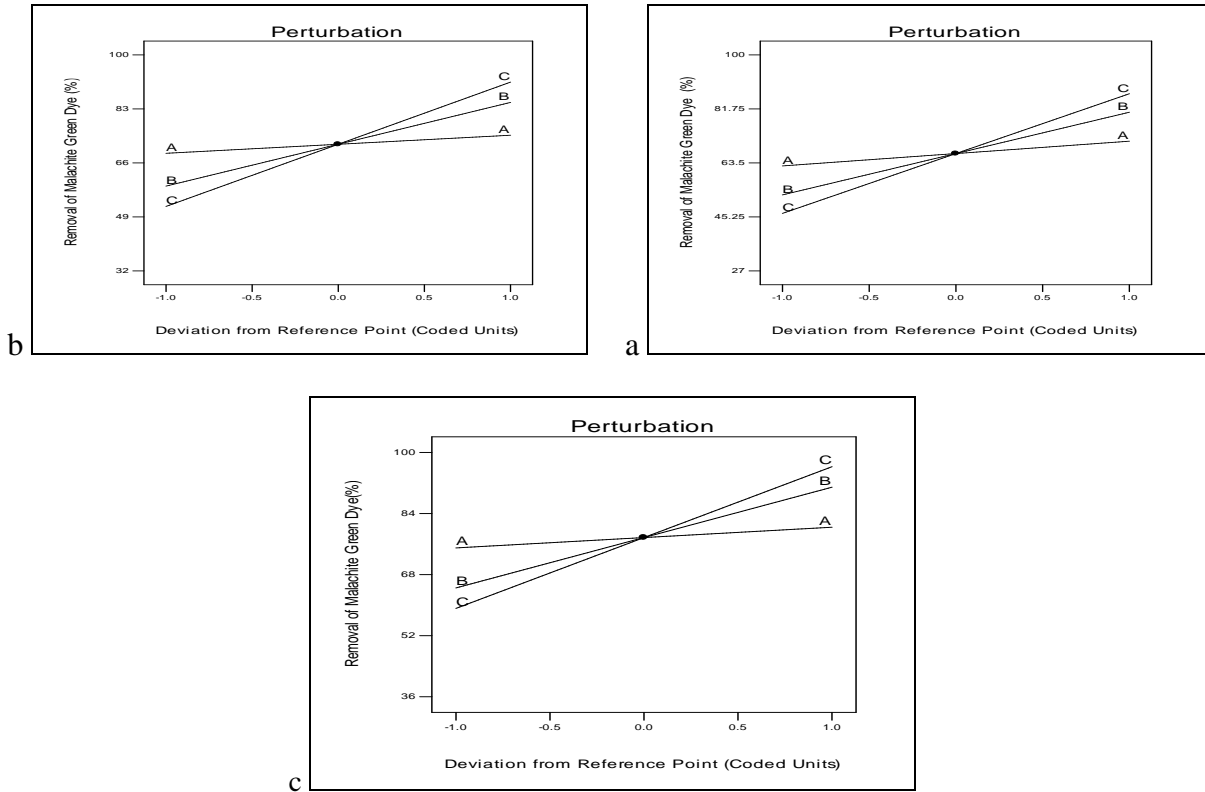 Perturbation
Removal of Malachite Green Dye (%)
100
83
66
49
32
A
B
C
C
B
A
-1.0 -0.5 0.0 0.5 1.0
Deviation from Reference Point (Coded Units)
b
Perturbation
Removal of Malachite Green Dye (%)
100
81.75
63.5
45.25
27
A
B
C
C
B
A
-1.0 -0.5 0.0 0.5 1.0
Deviation from Reference Point (Coded Units)
a
Perturbation
Removal of Malachite Green Dye(%)
100
84
68
52
36
A
B
C
C
B
A
-1.0 -0.5 0.0 0.5 1.0
Deviation from Reference Point (Coded Units)
c